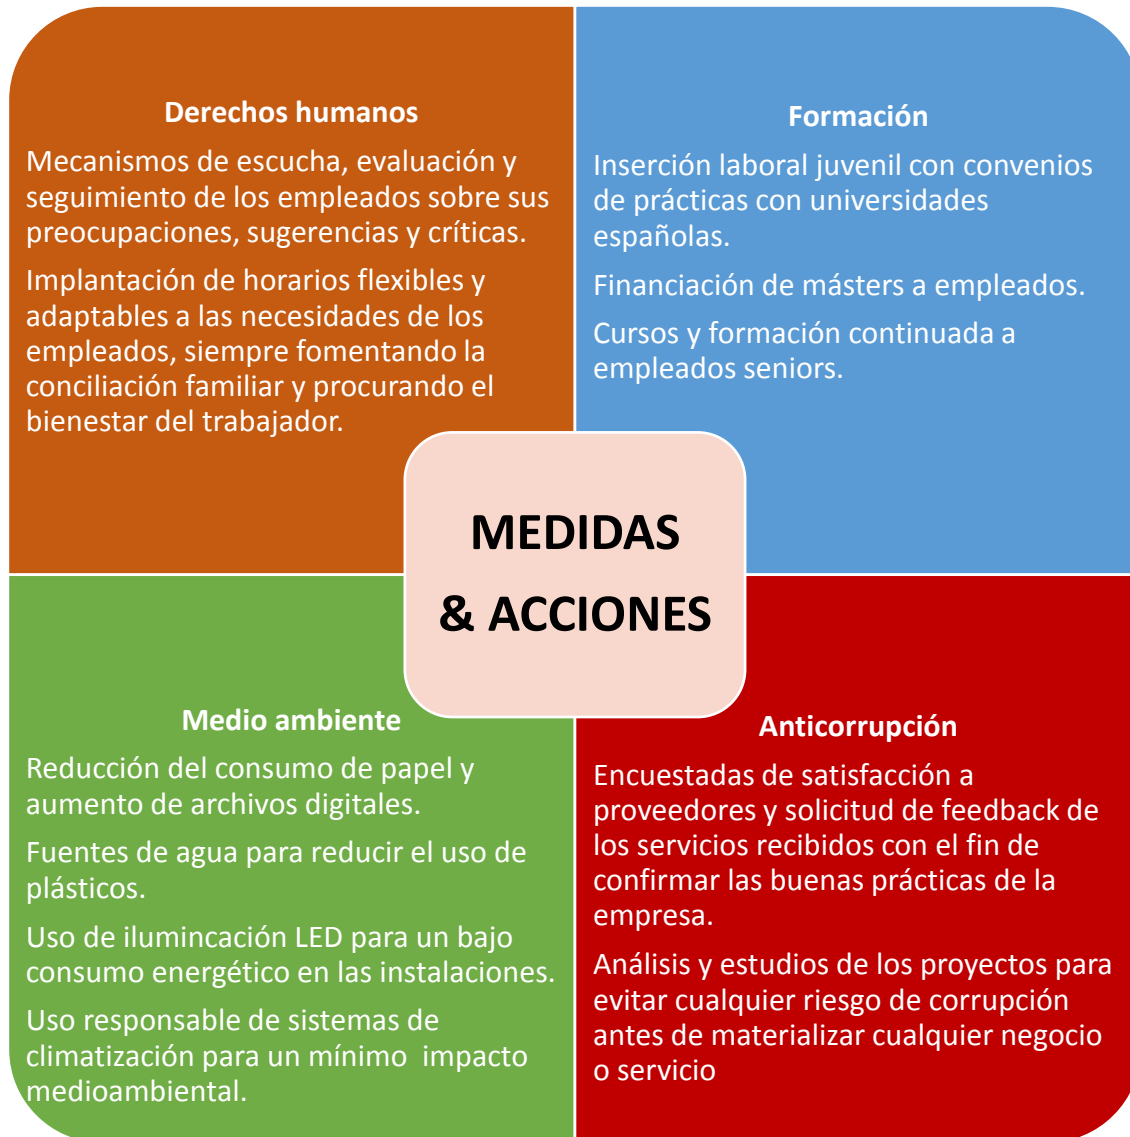 Derechos humanos
Mecanismos de escucha, evaluación y
seguimiento de los empleados sobre sus
preocupaciones, sugerencias y críticas.
Implantación de horarios flexibles y
adaptables a las necesidades de los
empleados, siempre fomentando la
conciliación familiar y procurando el
bienestar del trabajador.
Formación
Inserción laboral juvenil con convenios
de prácticas con universidades
españolas.
Financiación de másters a empleados.
Cursos y formación continuada a
empleados seniors.
MEDIDAS
& ACCIONES
Medio ambiente
Reducción del consumo de papel y
aumento de archivos digitales.
Fuentes de agua para reducir el uso de
plásticos.
Uso de ilumincación LED para un bajo
consumo energético en las instalaciones.
Uso responsable de sistemas de
climatización para un mínimo  impacto
medioambiental.
Anticorrupción
Encuestadas de satisfacción a
proveedores y solicitud de feedback de
los servicios recibidos con el fin de
confirmar las buenas prácticas de la
empresa.
Análisis y estudios de los proyectos para
evitar cualquier riesgo de corrupción
antes de materializar cualquier negocio
o servicio